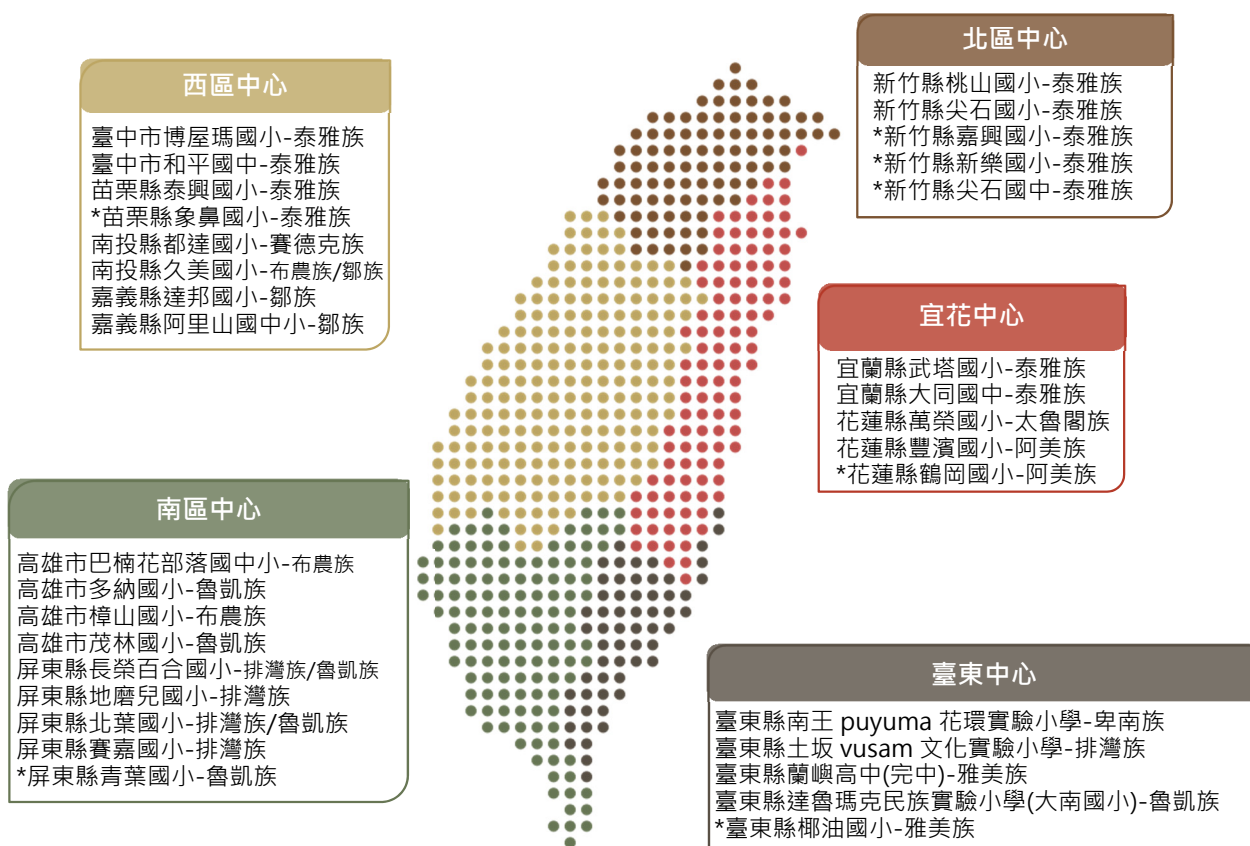 北區中心
新竹縣桃山國小-泰雅族
新竹縣尖石國小-泰雅族
*新竹縣嘉興國小-泰雅族
*新竹縣新樂國小-泰雅族
*新竹縣尖石國中-泰雅族
西區中心
臺中市博屋瑪國小-泰雅族
臺中市和平國中-泰雅族
苗栗縣泰興國小-泰雅族
*苗栗縣象鼻國小-泰雅族
南投縣都達國小-賽德克族
南投縣久美國小-布農族/鄒族
嘉義縣達邦國小-鄒族
嘉義縣阿里山國中小-鄒族
宜花中心
宜蘭縣武塔國小-泰雅族
宜蘭縣大同國中-泰雅族
花蓮縣萬榮國小-太魯閣族
花蓮縣豐濱國小-阿美族
*花蓮縣鶴岡國小-阿美族
南區中心
高雄市巴楠花部落國中小-布農族
高雄市多納國小-魯凱族
高雄市樟山國小-布農族
高雄市茂林國小-魯凱族
屏東縣長榮百合國小-排灣族/魯凱族
屏東縣地磨兒國小-排灣族
屏東縣北葉國小-排灣族/魯凱族
屏東縣賽嘉國小-排灣族
*屏東縣青葉國小-魯凱族
臺東中心
臺東縣南王 puyuma 花環實驗小學-卑南族
臺東縣土坂 vusam 文化實驗小學-排灣族
臺東縣蘭嶼高中(完中)-雅美族
臺東縣達魯瑪克民族實驗小學(大南國小)-魯凱族
*臺東縣椰油國小-雅美族